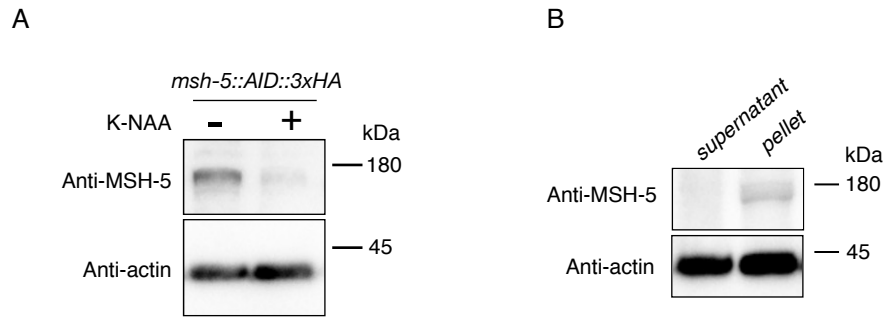 A
msh-5::AID::3xHA
K-NAA - +
kDa
Anti-MSH-5
180
Anti-actin
45
B
supernatant
pellet
kDa
Anti-MSH-5
180
Anti-actin
45